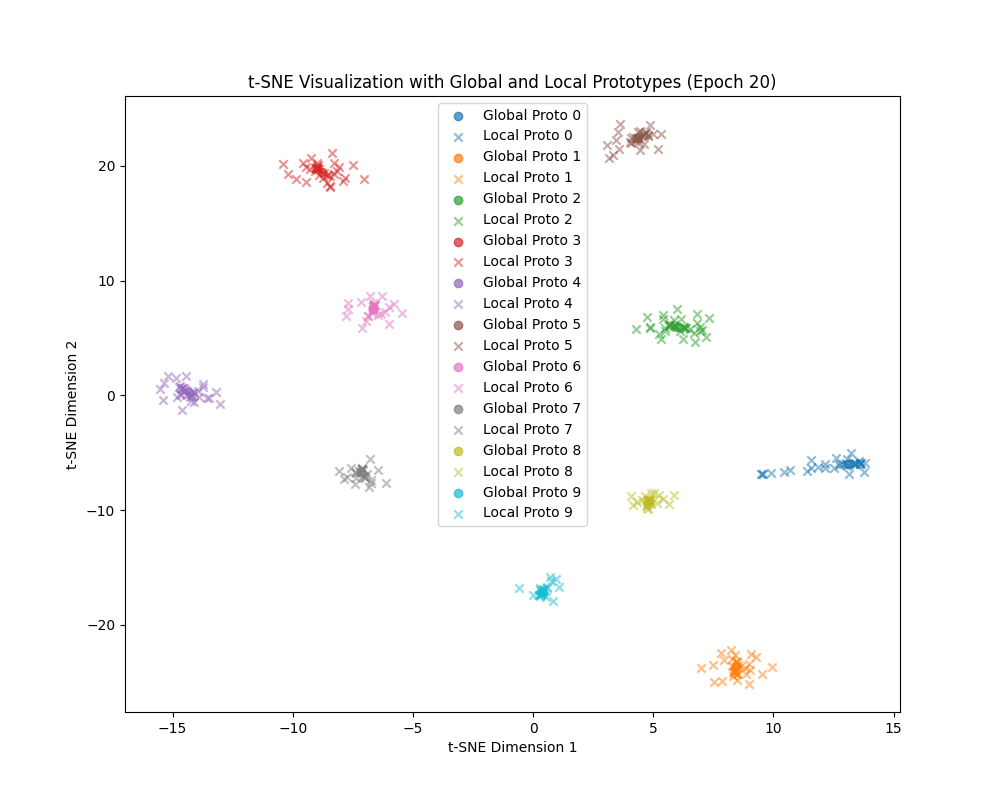 t-SNE Visualization with Global and Local Prototypes (Epoch 20)
Global Proto 0
Local Proto 0
Global Proto 1
Local Proto 1
Global Proto 2
Local Proto 2
Global Proto 3
Local Proto 3
Global Proto 4
Local Proto 4
Global Proto 5
Local Proto 5
Global Proto 6
Local Proto 6
Global Proto 7
Local Proto 7
Global Proto 8
Local Proto 8
Global Proto 9
Local Proto 9
t-SNE Dimension 2
20
10
0
−10
−20
−15
−10
−5
0
5
10
15
t-SNE Dimension 1